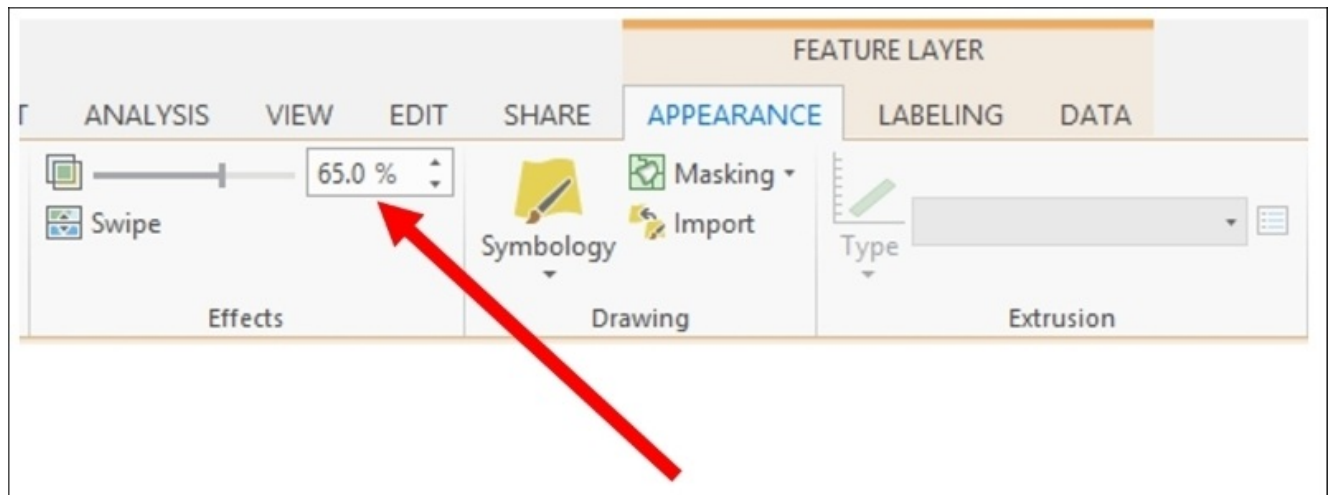 FEATURE LAYER
T ANALYSIS VIEW EDIT SHARE APPEARANCE LABELING DATA
65.0 %
Swipe
Symbology
Masking
Import
Type
Effects
Drawing
Extrusion